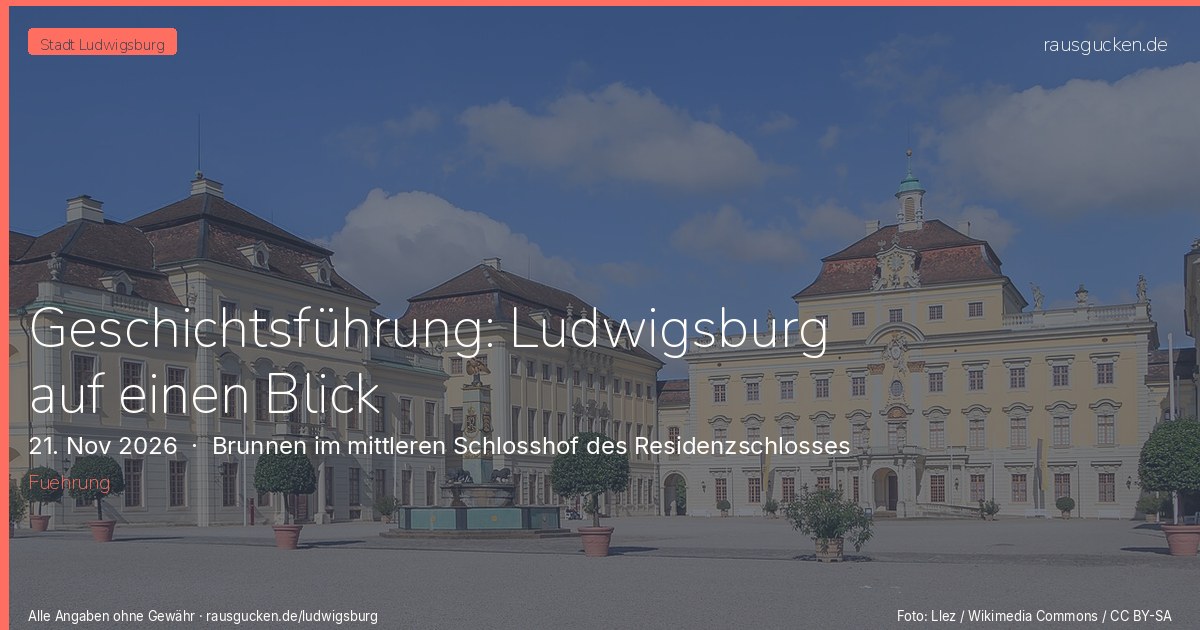 Stadt Ludwigsburg
rausgucken.de
Geschichtsführung: Ludwigsburg
auf einen Blick
21. Nov 2026 · Brunnen im mittleren Schlosshof des Residenzschlosses
Fuehrung
Alle Angaben ohne Gewähr · rausgucken.de/ludwigsburg
Foto: Llez / Wikimedia Commons / CC BY-SA